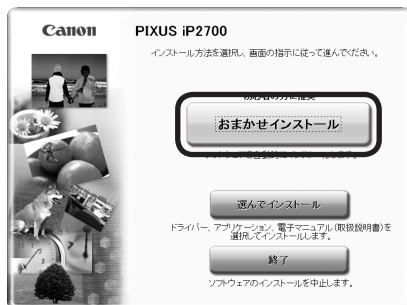 Canon
PIXUS iP2700
インストール方法を選択し、画面の指示に従って進んでください。
おまかせインストール
選んでインストール
ドライバー、アプリケーション、電子マニュアル(取扱説明書)を
選択してインストールします。
終了
ソフトウェアのインストールを中止します。